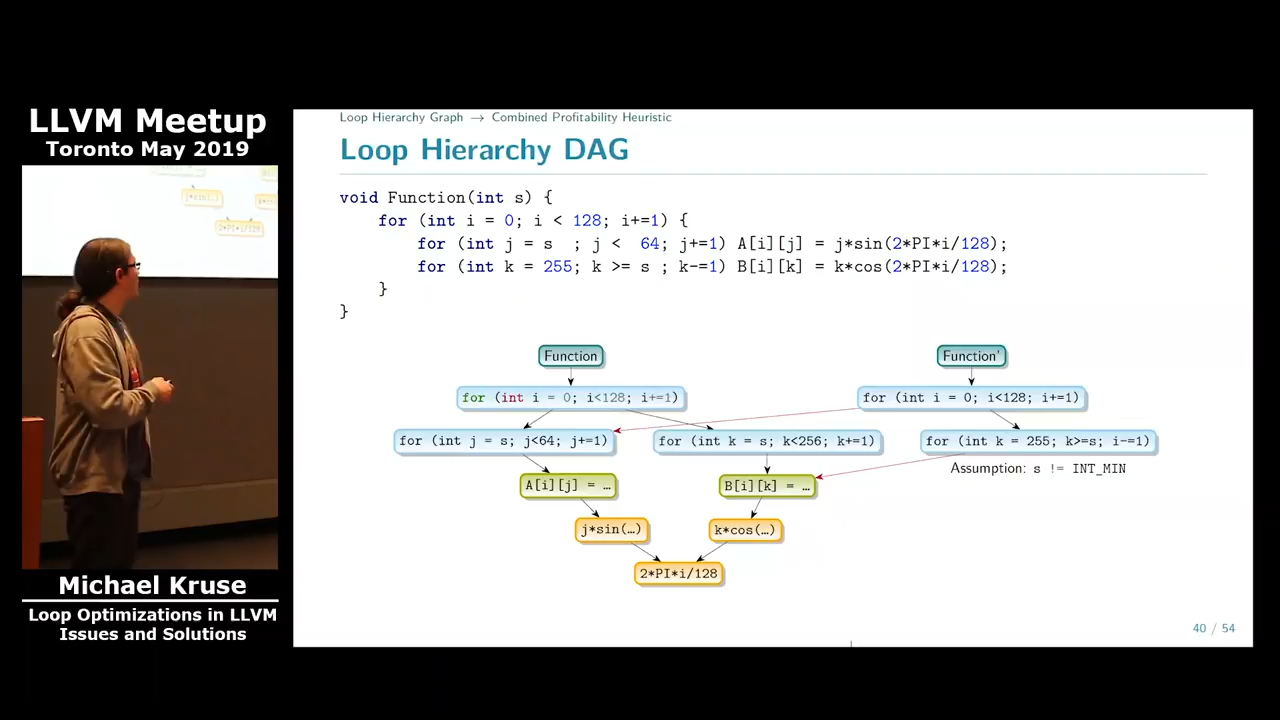 LLVM Meetup
Toronto May 2019
Michael Kruse
Loop Optimizations in LLVM
Issues and Solutions
Loop Hierarchy Graph → Combined Profitability Heuristic
Loop Hierarchy DAG
void Function(int s) {
for (int i = 0; i < 128; i+=1) {
for (int j = s ; j < 64; j+=1) A[i][j] = j*sin(2*PI*i/128);
for (int k = 255; k >= s ; k-=1) B[i][k] = k*cos(2*PI*i/128);
}
}
Function
Function'
for (int i = 0; i<128; i+=1)
for (int i = 0; i<128; i+=1)
for (int j = s; j<64; j+=1)
for (int k = s; k<256; k+=1)
for (int k = 255; k>=s; i-=1)
Assumption: s != INT_MIN
A[i][j] = …
B[i][k] = …
j*sin(…)
k*cos(…)
2*PI*i/128
40 / 54
j*sin(…)
2*PI*i/128